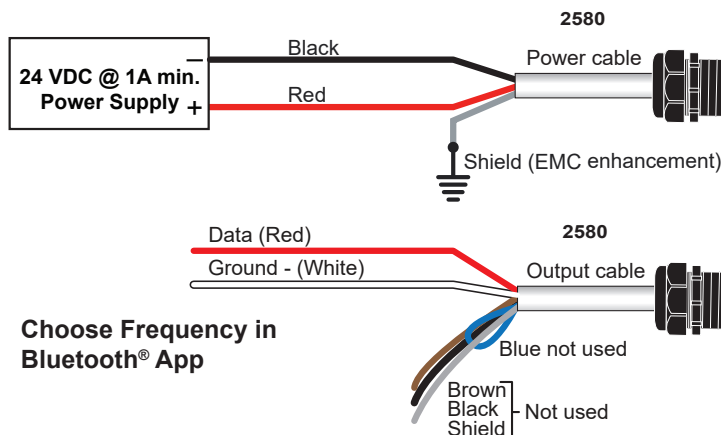 2580
Black
Power cable
24 VDC @ 1A min.
Power Supply
−
+
Red
Shield (EMC enhancement)
2580
Data (Red)
Output cable
Ground - (White)
Choose Frequency in
Bluetooth® App
Blue not used
Brown
Black
Shield
Not used